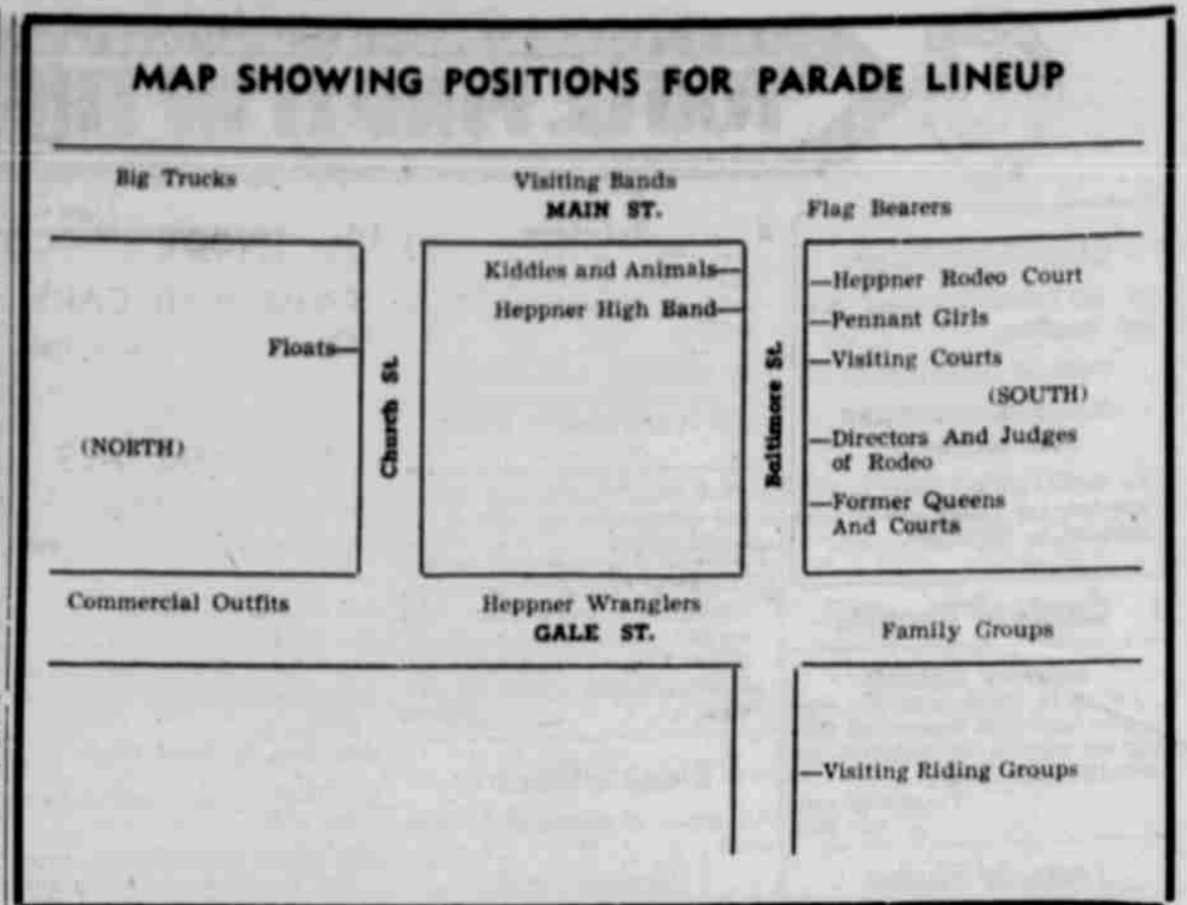 MAP SHOWING POSITIONS FOR PARADE LINEUP
Big Trucks
Visiting Bands
MAIN ST.
Flag Bearers
Kiddies and Animals
Heppner High Band
Floats
Church St.
(NORTH)
Baltimore St.
Heppner Rodeo Court
Pennant Girls
Visiting Courts
(SOUTH)
Directors And Judges
of Rodeo
Former Queens
And Courts
Commercial Outfits
Heppner Wranglers
GALE ST.
Family Groups
Visiting Riding Groups